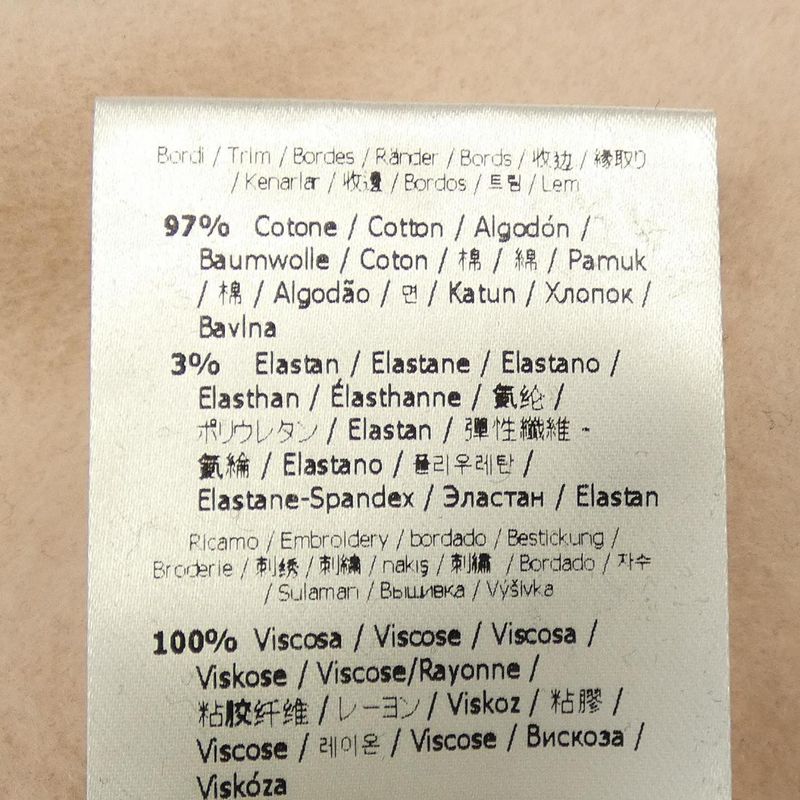 Bordi / Trim / Bordes / Ränder / Bords / 收边 / 縁取り
/ Kenarlar / 收邊 / Bordos / 트림 / Lem
97% Cotone / Cotton / Algodón /
Baumwolle / Coton / 棉 / 綿 / Pamuk
/ 棉 / Algodão / 면 / Katun / Хлопок /
Bavlna
3% Elastan / Elastane / Elastano /
Elasthan / Élasthanne / 氨纶 /
ポリウレタン / Elastan / 彈性纖維 -
氨綸 / Elastano / 폴리우레탄 /
Elastane-Spandex / Эластан / Elastan
Ricamo / Embroidery / bordado / Bestickung /
Broderie / 刺绣 / 刺繍 / nakış / 刺繡 / Bordado / 자수
/ Sulaman / Вышивка / Výšivka
100% Viscosa / Viscose / Viscosa /
Viskose / Viscose/Rayonne /
粘胶纤维 / レーヨン / Viskoz / 粘膠 /
Viscose / 레이온 / Viscose / Вискоза /
Viskóza